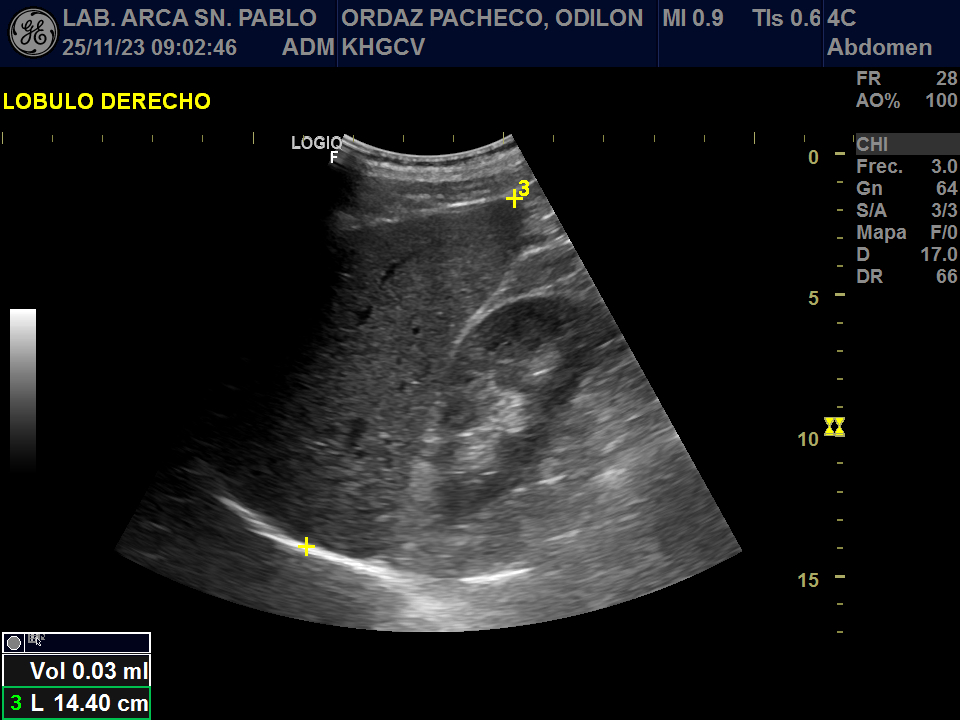 LAB. ARCA SN. PABLO
25/11/23 09:02:46 ADM
ORDAZ PACHECO, ODILON
KHGCV
MI 0.9 TIs 0.6
4C
Abdomen
LOBULO DERECHO
FR 28
AO% 100
CHI
Frec. 3.0
Gn 64
S/A 3/3
Mapa F/0
D 17.0
DR 66
LOGIQ
F
3
0
5
10
15
Vol 0.03 ml
3 L 14.40 cm